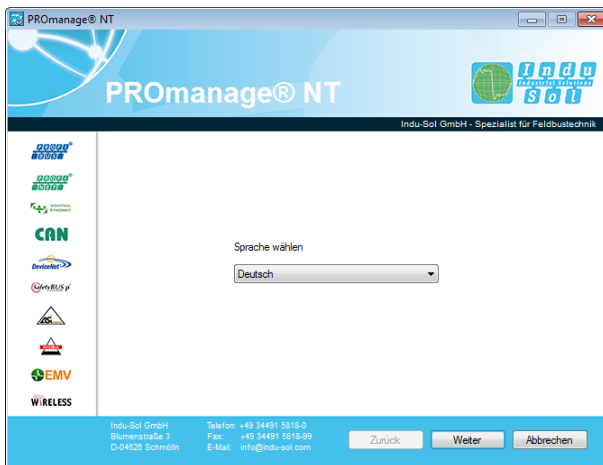 PROmanage® NT
PROmanage® NT
Indu
Industrial Solutions
Sol
Indu-Sol GmbH - Spezialist für Feldbustechnik
PROFI
BUS
PROFI
NET
INDUSTRIAL
ETHERNET
CAN
DeviceNet
SafetyBUS p
EMV
WIRELESS
Sprache wählen
Deutsch
Indu-Sol GmbH
Blumenstraße 3
D-04626 Schmölln
Telefon: +49 34491 5818-0
Fax: +49 34491 5818-99
E-Mail: info@indu-sol.com
Zurück
Weiter
Abbrechen